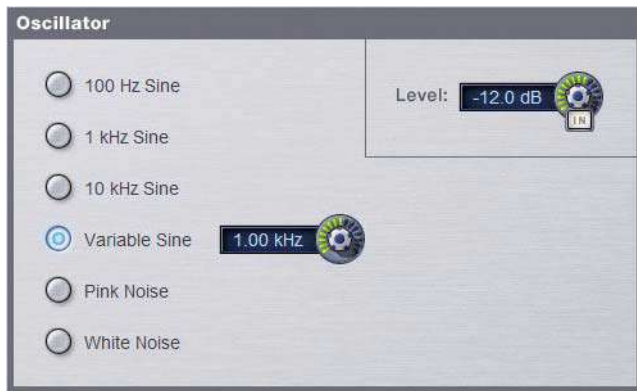 Oscillator
100 Hz Sine
Level: -12.0 dB
IN
1 kHz Sine
10 kHz Sine
Variable Sine 1.00 kHz
Pink Noise
White Noise